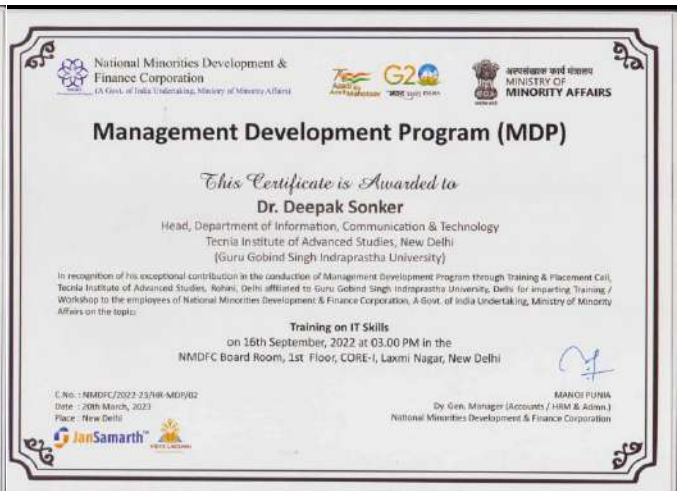 National Minorities Development &
Finance Corporation
(A Govt. of India Undertaking, Ministry of Minority Affairs)
Azadi Ka
Amrit Mahotsav
G20
भारत 2023 INDIA
अल्पसंख्यक कार्य मंत्रालय
MINISTRY OF
MINORITY AFFAIRS
Management Development Program (MDP)
This Certificate is Awarded to
Dr. Deepak Sonker
Head, Department of Information, Communication & Technology
Tecnia Institute of Advanced Studies, New Delhi
(Guru Gobind Singh Indraprastha University)
In recognition of his exceptional contribution in the conduction of Management Development Program through Training & Placement Cell,
Tecnia Institute of Advanced Studies, Rohini, Delhi affiliated to Guru Gobind Singh Indraprastha University, Delhi for imparting Training /
Workshop to the employees of National Minorities Development & Finance Corporation, A Govt. of India Undertaking, Ministry of Minority
Affairs on the topic:
Training on IT Skills
on 16th September, 2022 at 03.00 PM in the
NMDFC Board Room, 1st Floor, CORE-I, Laxmi Nagar, New Delhi
C.No. : NMDFC/2022-23/HR-MDP/02
Date : 20th March, 2023
Place : New Delhi
MANOJ PUNIA
Dy. Gen. Manager (Accounts / HRM & Admn.)
National Minorities Development & Finance Corporation
JanSamarth